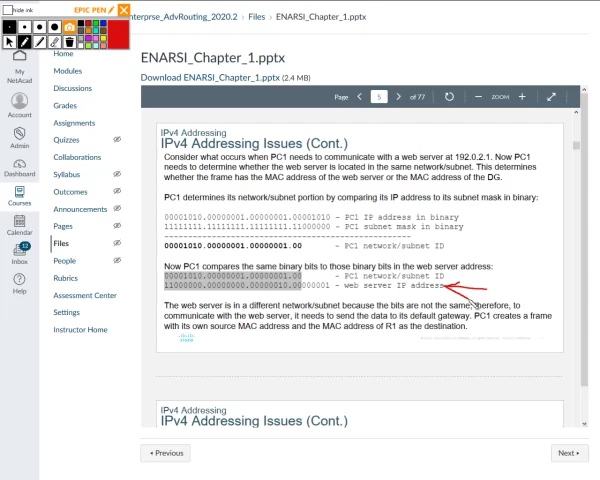 hide ink
EPIC PEN
nterprse_AdvRouting_2020.2 › Files › ENARSI_Chapter_1.pptx
My NetAcad
Account
Admin
Dashboard
Courses
Calendar
12
Inbox
Help
Home
Modules
Discussions
Grades
Assignments
Quizzes
Collaborations
Syllabus
Outcomes
Announcements
Pages
Files
People
Rubrics
Assessment Center
Settings
Instructor Home
ENARSI_Chapter_1.pptx
Download ENARSI_Chapter_1.pptx (2.4 MB)
Page < 5 > of 77 ZOOM
IPv4 Addressing
IPv4 Addressing Issues (Cont.)
Consider what occurs when PC1 needs to communicate with a web server at 192.0.2.1. Now PC1
needs to determine whether the web server is located in the same network/subnet. This determines
whether the frame has the MAC address of the web server or the MAC address of the DG.
PC1 determines its network/subnet portion by comparing its IP address to its subnet mask in binary:
00001010.00000001.00000001.00001010 - PC1 IP address in binary
11111111.11111111.11111111.11000000 - PC1 subnet mask in binary
-----------------------------------------------
00001010.00000001.00000001.00 - PC1 network/subnet ID
Now PC1 compares the same binary bits to those binary bits in the web server address:
00001010.00000001.00000001.00 - PC1 network/subnet ID
11000000.00000000.00000010.00000001 - web server IP address
The web server is in a different network/subnet because the bits are not the same; therefore, to
communicate with the web server, it needs to send the data to its default gateway. PC1 creates a frame
with its own source MAC address and the MAC address of R1 as the destination.
CISCO
IPv4 Addressing
IPv4 Addressing Issues (Cont.)
◂ Previous
Next ▸